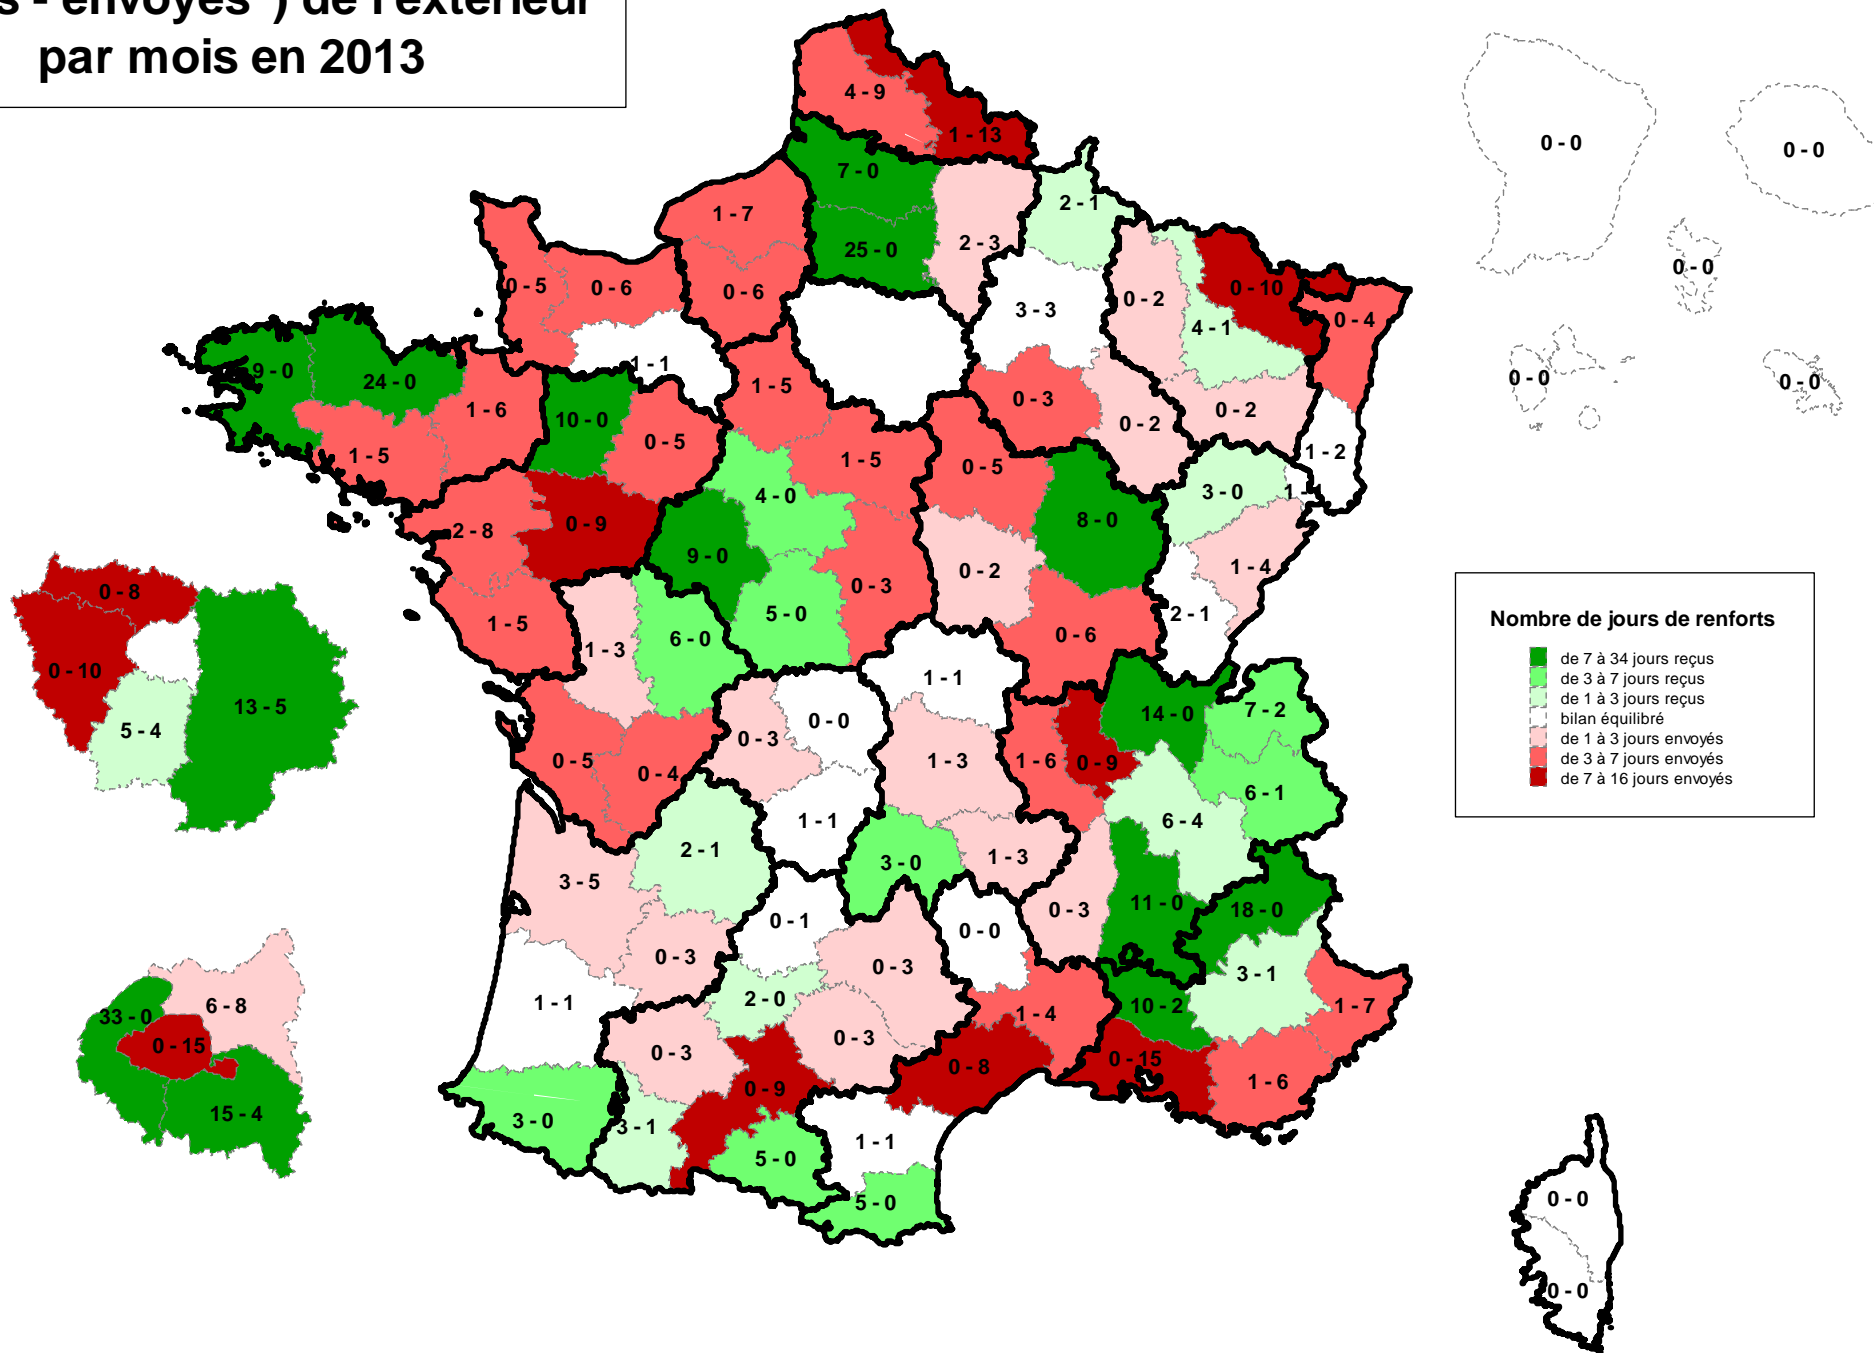 s - envoyés ) de l'extérieur
par mois en 2013
4 - 9
1 - 13
7 - 0
25 - 0
2 - 3
2 - 1
1 - 7
0 - 6
0 - 5
0 - 6
1 - 1
3 - 3
0 - 2
4 - 1
0 - 10
0 - 4
9 - 0
24 - 0
1 - 6
1 - 5
10 - 0
0 - 5
1 - 5
1 - 5
4 - 0
0 - 3
0 - 2
0 - 2
1 - 2
0 - 5
8 - 0
3 - 0
2 - 8
0 - 9
9 - 0
0 - 3
0 - 2
1 - 4
1 - 5
1 - 3
6 - 0
5 - 0
0 - 6
2 - 1
1 - 1
0 - 5
0 - 4
0 - 3
0 - 0
1 - 3
1 - 6
0 - 9
14 - 0
7 - 2
6 - 1
6 - 4
1 - 1
2 - 1
3 - 5
3 - 0
1 - 3
0 - 3
11 - 0
18 - 0
0 - 1
0 - 0
0 - 3
0 - 3
3 - 1
1 - 1
2 - 0
1 - 4
10 - 2
1 - 7
0 - 3
0 - 3
0 - 8
0 - 15
1 - 6
0 - 9
3 - 0
3 - 1
5 - 0
1 - 1
5 - 0
0 - 8
0 - 10
5 - 4
13 - 5
6 - 8
33 - 0
0 - 15
15 - 4
0 - 0
0 - 0
0 - 0
0 - 0
0 - 0
Nombre de jours de renforts
de 7 à 34 jours reçus
de 3 à 7 jours reçus
de 1 à 3 jours reçus
bilan équilibré
de 1 à 3 jours envoyés
de 3 à 7 jours envoyés
de 7 à 16 jours envoyés
0 - 0
0 - 0